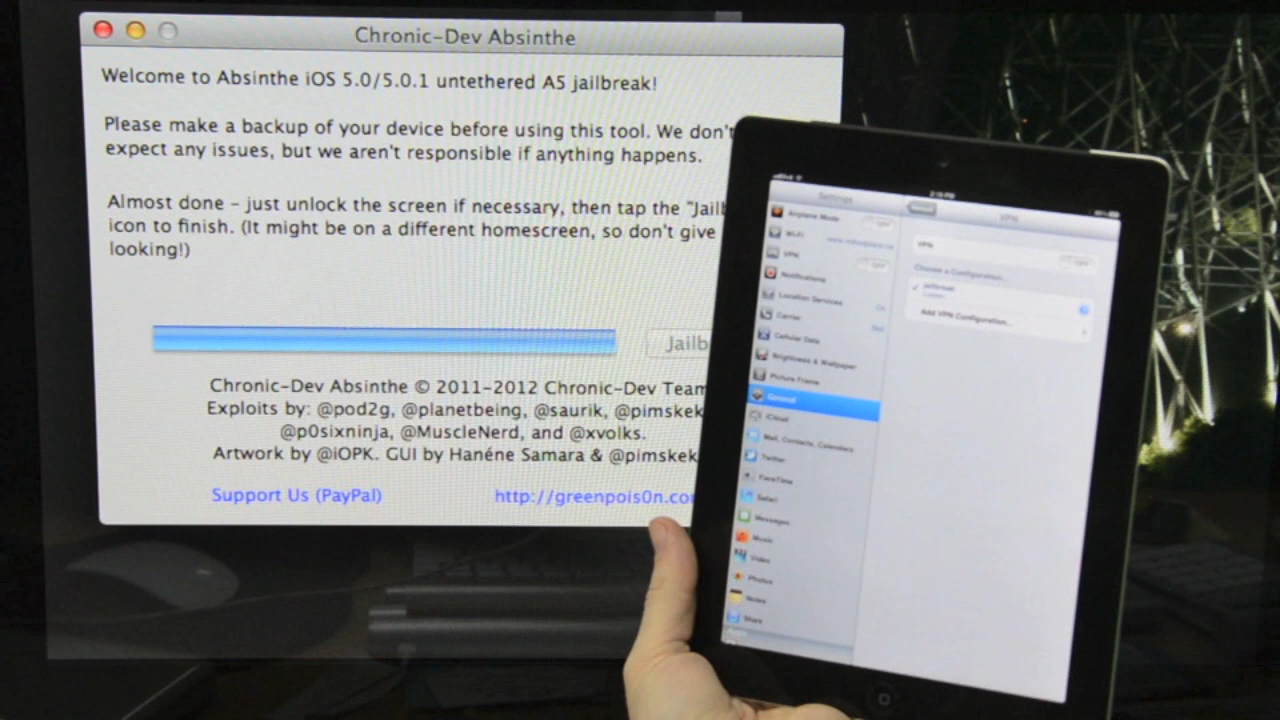 Chronic-Dev Absinthe
Welcome to Absinthe iOS 5.0/5.0.1 untethered A5 jailbreak!
Please make a backup of your device before using this tool. We don't
expect any issues, but we aren't responsible if anything happens.
Almost done - just unlock the screen if necessary, then tap the "Jailb
icon to finish. (It might be on a different homescreen, so don't give
looking!)
Jailb
Chronic-Dev Absinthe © 2011-2012 Chronic-Dev Team
Exploits by: @pod2g, @planetbeing, @saurik, @pimskek
@p0sixninja, @MuscleNerd, and @xvolks.
Artwork by @iOPK. GUI by Hanéne Samara & @pimskek
Support Us (PayPal)
http://greenpois0n.co
Settings
Airplane Mode OFF
Wi-Fi
VPN OFF
Notifications
Location Services On
Carrier
Cellular Data
Brightness & Wallpaper
Picture Frame
General
iCloud
Mail, Contacts, Calendars
Twitter
FaceTime
Safari
Messages
Music
Video
Photos
Notes
Store
VPN
VPN OFF
Choose a Configuration...
Jailbreak
Custom
Add VPN Configuration...